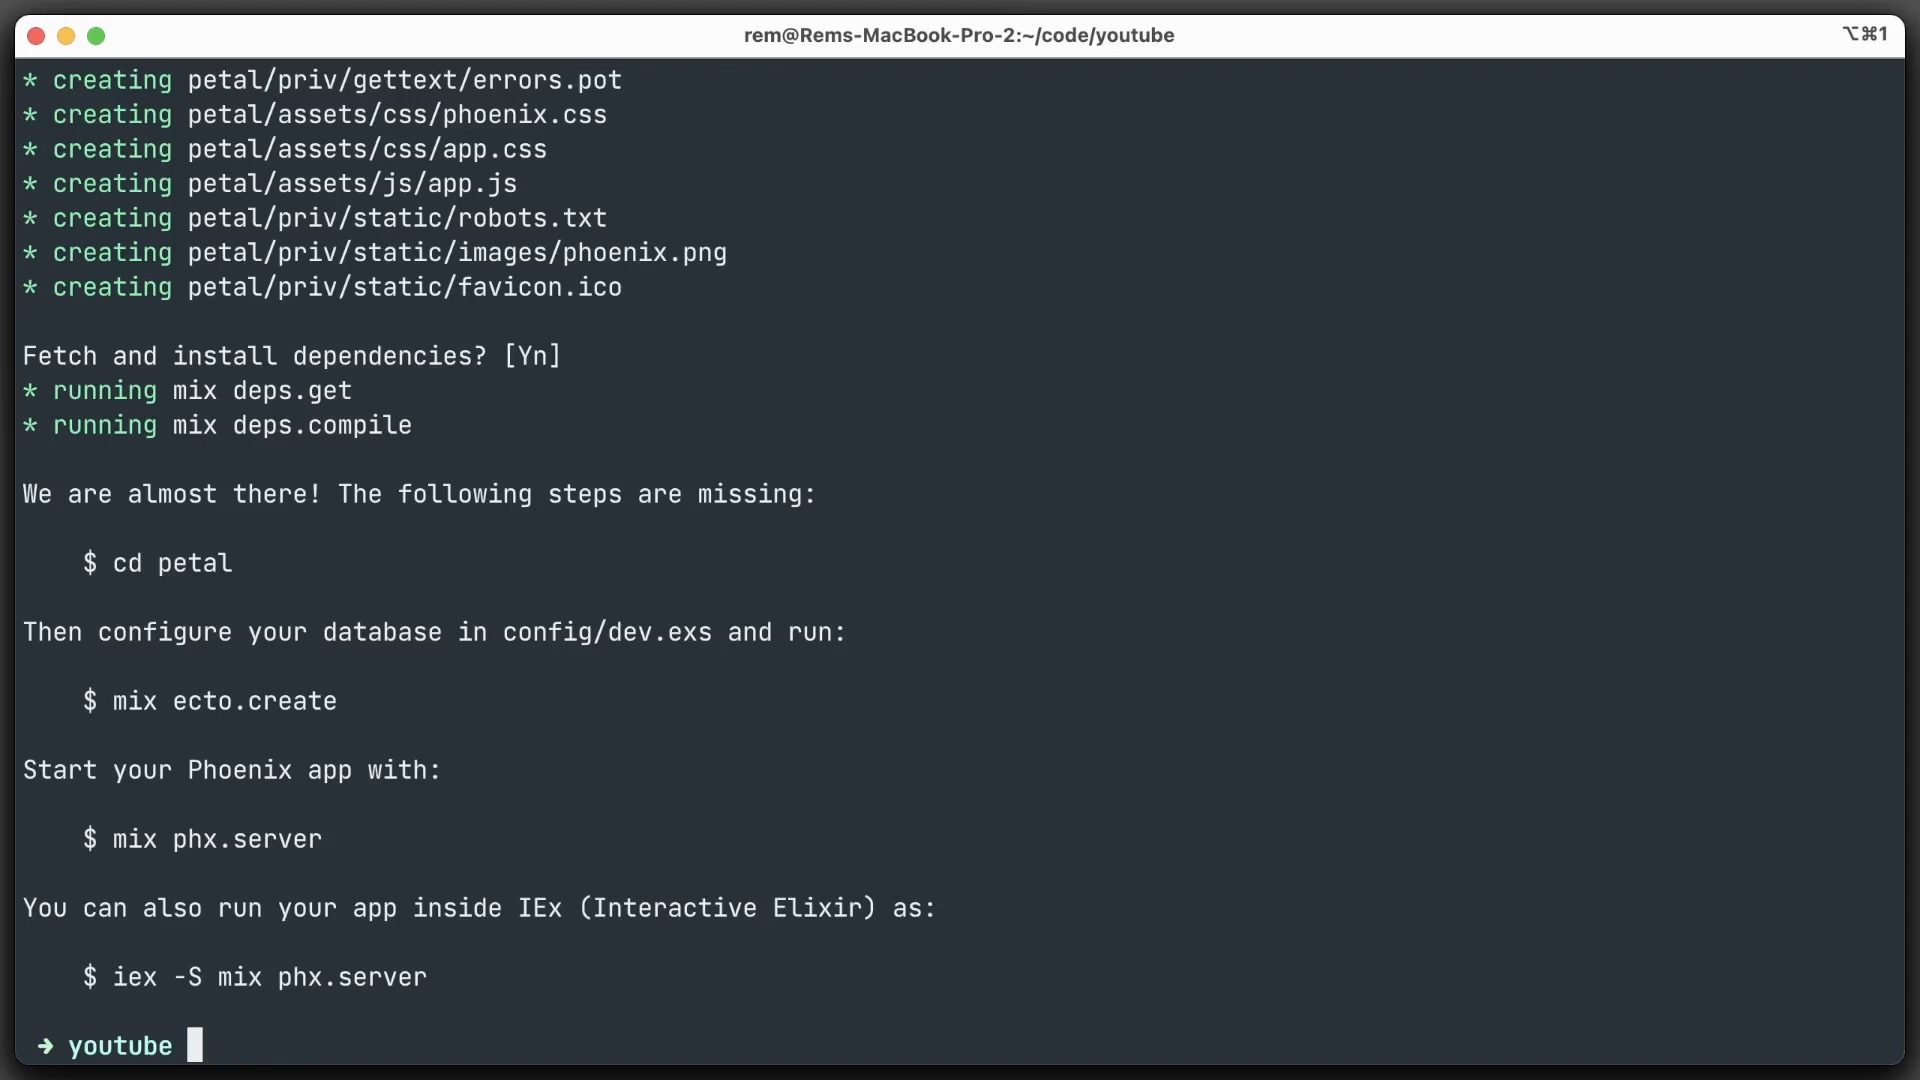 rem@Rems-MacBook-Pro-2:~/code/youtube
⌥⌘1
* creating petal/priv/gettext/errors.pot
* creating petal/assets/css/phoenix.css
* creating petal/assets/css/app.css
* creating petal/assets/js/app.js
* creating petal/priv/static/robots.txt
* creating petal/priv/static/images/phoenix.png
* creating petal/priv/static/favicon.ico
Fetch and install dependencies? [Yn]
* running mix deps.get
* running mix deps.compile
We are almost there! The following steps are missing:
$ cd petal
Then configure your database in config/dev.exs and run:
$ mix ecto.create
Start your Phoenix app with:
$ mix phx.server
You can also run your app inside IEx (Interactive Elixir) as:
$ iex -S mix phx.server
➜ youtube